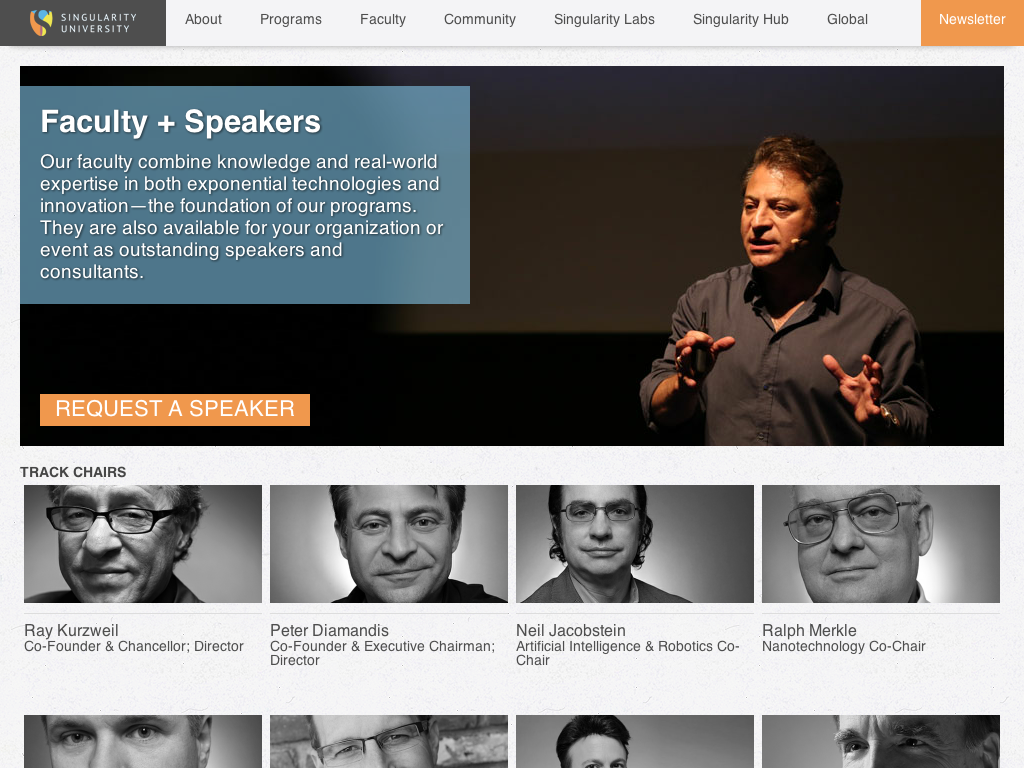 SINGULARITY
UNIVERSITY
About
Programs
Faculty
Community
Singularity Labs
Singularity Hub
Global
Newsletter
Faculty + Speakers
Our faculty combine knowledge and real-world
expertise in both exponential technologies and
innovation—the foundation of our programs.
They are also available for your organization or
event as outstanding speakers and
consultants.
REQUEST A SPEAKER
TRACK CHAIRS
Ray Kurzweil
Co-Founder & Chancellor; Director
Peter Diamandis
Co-Founder & Executive Chairman;
Director
Neil Jacobstein
Artificial Intelligence & Robotics Co-
Chair
Ralph Merkle
Nanotechnology Co-Chair